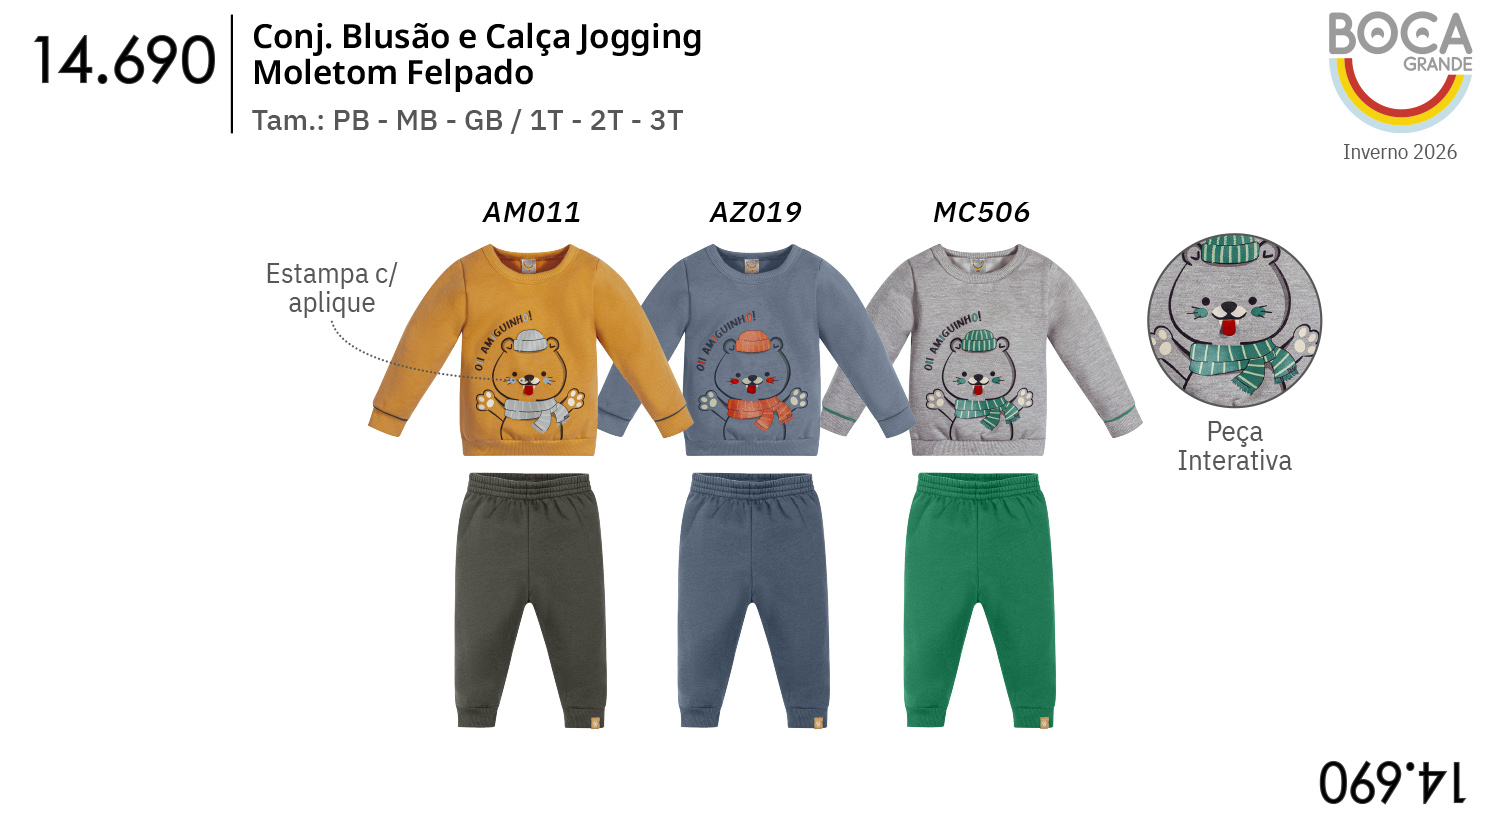 14.690
Conj. Blusão e Calça Jogging
Moletom Felpado
Tam.: PB - MB - GB / 1T - 2T - 3T
BOCA
GRANDE
Inverno 2026
AM011
AZ019
MC506
Estampa c/
aplique
OI! AMIGUINHO!
OI! AMIGUINHO!
OI! AMIGUINHO!
Peça
Interativa
14.690